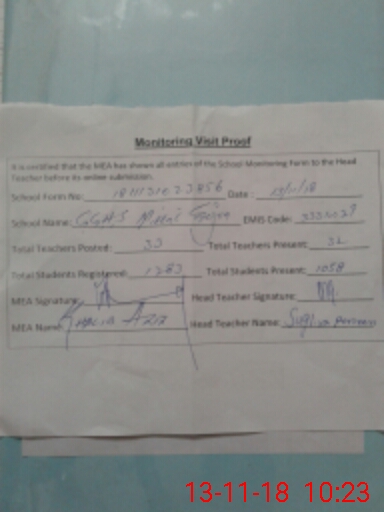 Monitoring Visit Proof
It is certified that the MEA has shown all entries of the School Monitoring Form to the Head
Teacher before its online submission.
School Form No: Date: 13/11/18
School Name: GGHS EMIS Code:
Total Teachers Posted: 33 Total Teachers Present: 32
Total Students Registered: 1283 Total Students Present: 1058
MEA Signature: Head Teacher Signature:
MEA Name: Khalid Aziz Head Teacher Name: Parveen
13-11-18 10:23